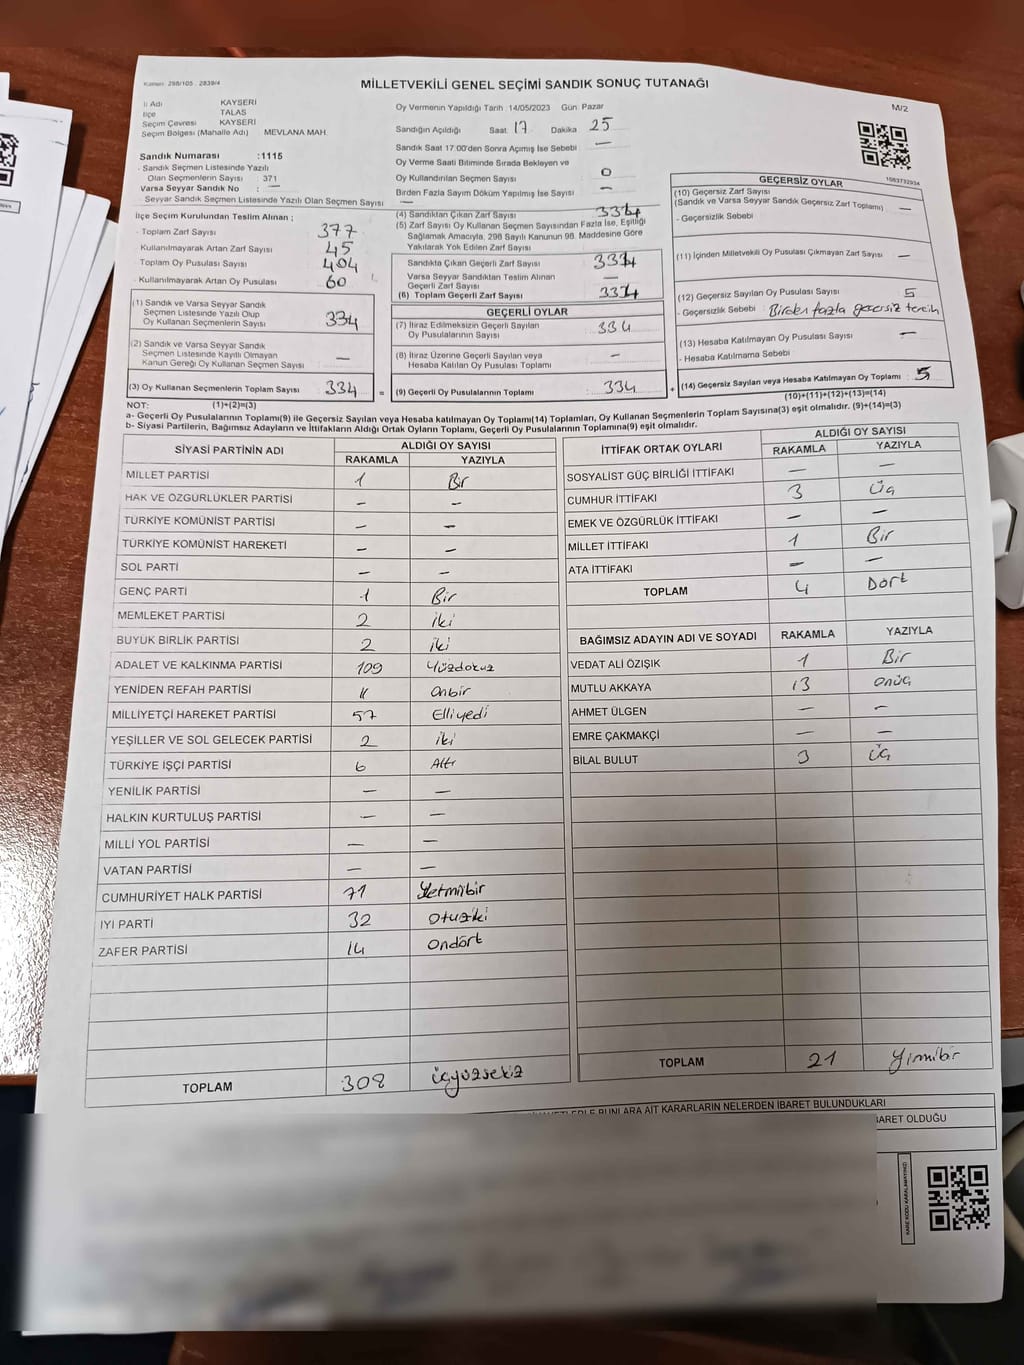 Kanun: 298/105 , 2839/4
MİLLETVEKİLİ GENEL SEÇİMİ SANDIK SONUÇ TUTANAĞI
M/2
İl Adı KAYSERİ
İlçe TALAS
Seçim Çevresi KAYSERİ
Seçim Bölgesi (Mahalle Adı) MEVLANA MAH.
Sandık Numarası :1115
- Sandık Seçmen Listesinde Yazılı
Olan Seçmenlerin Sayısı 371
Varsa Seyyar Sandık No : —
Seyyar Sandık Seçmen Listesinde Yazılı Olan Seçmen Sayısı —
Oy Vermenin Yapıldığı Tarih :14/05/2023 Gün: Pazar
Sandığın Açıldığı Saat 17 Dakika 25
Sandık Saat 17:00'den Sonra Açımış İse Sebebi —
Oy Verme Saati Bitiminde Sırada Bekleyen ve
Oy Kullandırılan Seçmen Sayısı 0
Birden Fazla Sayım Döküm Yapılmış İse Sayısı —
İlçe Seçim Kurulundan Teslim Alınan ;
- Toplam Zarf Sayısı 377
Kullanılmayarak Artan Zarf Sayısı 45
- Toplam Oy Pusulası Sayısı 404
- Kullanılmayarak Artan Oy Pusulası 60
(1) Sandık ve Varsa Seyyar Sandık
Seçmen Listesinde Yazılı Olup
Oy Kullanan Seçmenlerin Sayısı 334
(2) Sandık ve Varsa Seyyar Sandık
Seçmen Listesinde Kayıtlı Olmayan
Kanun Gereği Oy Kullanan Seçmen Sayısı —
(3) Oy Kullanan Seçmenlerin Toplam Sayısı 334 =
(4) Sandıktan Çıkan Zarf Sayısı 334
(5) Zarf Sayısı Oy Kullanan Seçmen Sayısından Fazla İse, Eşitliği
Sağlamak Amacıyla, 298 Sayılı Kanunun 98. Maddesine Göre
Yakılarak Yok Edilen Zarf Sayısı
Sandıkta Çıkan Geçerli Zarf Sayısı 334
Varsa Seyyar Sandıktan Teslim Alınan
Geçerli Zarf Sayısı —
(6) Toplam Geçerli Zarf Sayısı 334
GEÇERLİ OYLAR
(7) İtiraz Edilmeksizin Geçerli Sayılan
Oy Pusulalarının Sayısı 334
(8) İtiraz Üzerine Geçerli Sayılan veya
Hesaba Katılan Oy Pusulası Sayısı —
(9) Geçerli Oy Pusulalarının Toplamı : 334 +
1083732934
GEÇERSİZ OYLAR
(10) Geçersiz Zarf Sayısı
(Sandık ve Varsa Seyyar Sandık Geçersiz Zarf Toplamı) —
- Geçersizlik Sebebi
(11) İçinden Milletvekili Oy Pusulası Çıkmayan Zarf Sayısı —
(12) Geçersiz Sayılan Oy Pusulası Sayısı 5
- Geçersizlik Sebebi : Birden fazla geçersiz tercih
(13) Hesaba Katılmayan Oy Pusulası Sayısı —
- Hesaba Katılmama Sebebi
(14) Geçersiz Sayılan veya Hesaba Katılmayan Oy Toplamı : 5
(10)+(11)+(12)+(13)=(14)
NOT: (1)+(2)=(3)
a- Geçerli Oy Pusulalarının Toplamı(9) ile Geçersiz Sayılan veya Hesaba katılmayan Oy Toplamı(14) Toplamları, Oy Kullanan Seçmenlerin Toplam Sayısına(3) eşit olmalıdır. (9)+(14)=(3)
b- Siyasi Partilerin, Bağımsız Adayların ve İttifakların Aldığı Ortak Oyların Toplamı, Geçerli Oy Pusulalarının Toplamına(9) eşit olmalıdır.
SİYASİ PARTİNİN ADI ALDIĞI OY SAYISI
RAKAMLA YAZIYLA
MİLLET PARTİSİ 1 Bir
HAK VE ÖZGÜRLÜKLER PARTİSİ — —
TÜRKİYE KOMÜNİST PARTİSİ — —
TÜRKİYE KOMÜNİST HAREKETİ — —
SOL PARTİ — —
GENÇ PARTİ 1 Bir
MEMLEKET PARTİSİ 2 iki
BÜYÜK BİRLİK PARTİSİ 2 iki
ADALET VE KALKINMA PARTİSİ 109 Yüzdokuz
YENİDEN REFAH PARTİSİ 11 Onbir
MİLLİYETÇİ HAREKET PARTİSİ 57 Elliyedi
YEŞİLLER VE SOL GELECEK PARTİSİ 2 iki
TÜRKİYE İŞÇİ PARTİSİ 6 Altı
YENİLİK PARTİSİ — —
HALKIN KURTULUŞ PARTİSİ — —
MİLLİ YOL PARTİSİ — —
VATAN PARTİSİ — —
CUMHURİYET HALK PARTİSİ 71 Yetmişbir
İYİ PARTİ 32 Otuziki
ZAFER PARTİSİ 14 Ondört
TOPLAM 308 üçyüzsekiz
İTTİFAK ORTAK OYLARI ALDIĞI OY SAYISI
RAKAMLA YAZIYLA
SOSYALİST GÜÇ BİRLİĞİ İTTİFAKI — —
CUMHUR İTTİFAKI 3 Üç
EMEK VE ÖZGÜRLÜK İTTİFAKI — —
MİLLET İTTİFAKI 1 Bir
ATA İTTİFAKI — —
TOPLAM 4 Dört
BAĞIMSIZ ADAYIN ADI VE SOYADI RAKAMLA YAZIYLA
VEDAT ALİ ÖZIŞIK 1 Bir
MUTLU AKKAYA 13 onüç
AHMET ÜLGEN — —
EMRE ÇAKMAKÇİ — —
BİLAL BULUT 3 üç
TOPLAM 21 Yirmibir
BUNLARA AİT KARARLARIN NELERDEN İBARET BULUNDUKLARI
İBARET OLDUĞU
KARE KODU KARALAMAYINIZ!